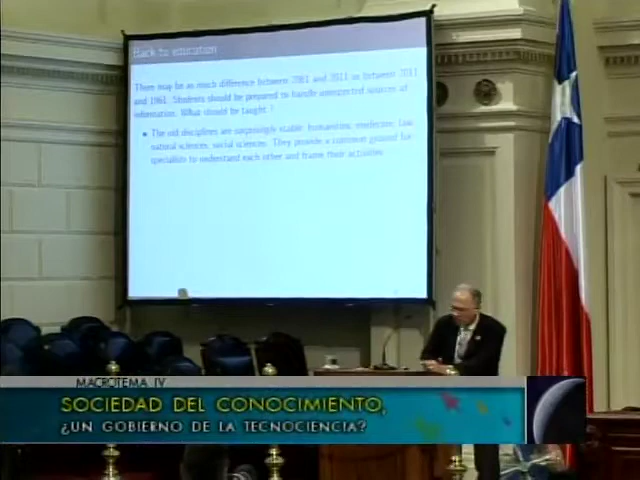 Back to education
There may be as much difference between 2061 and 2011 as between 2011
and 1961. Students should be prepared to handle unexpected sources of
information. What should be taught ?
The old disciplines are surprisingly stable: humanities, medecine, Law,
natural sciences, social sciences. They provide a common ground for
specialists to understand each other and frame their activities.
MACROTEMA IV
SOCIEDAD DEL CONOCIMIENTO,
¿UN GOBIERNO DE LA TECNOCIENCIA?